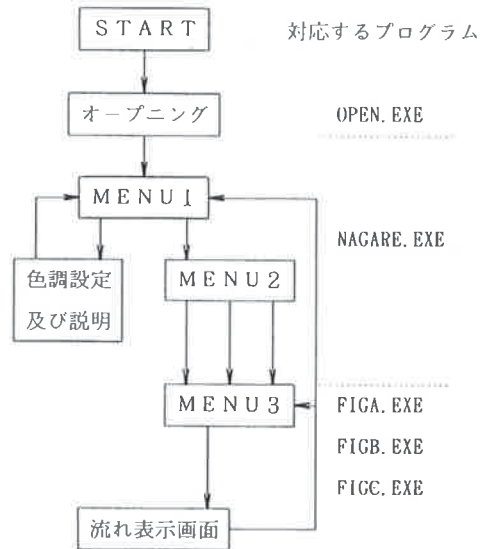 START
対応するプログラム
オープニング
OPEN.EXE
MENU1
NAGARE.EXE
色調設定
及び説明
MENU2
MENU3
FIGA.EXE
FIGB.EXE
FIGC.EXE
流れ表示画面